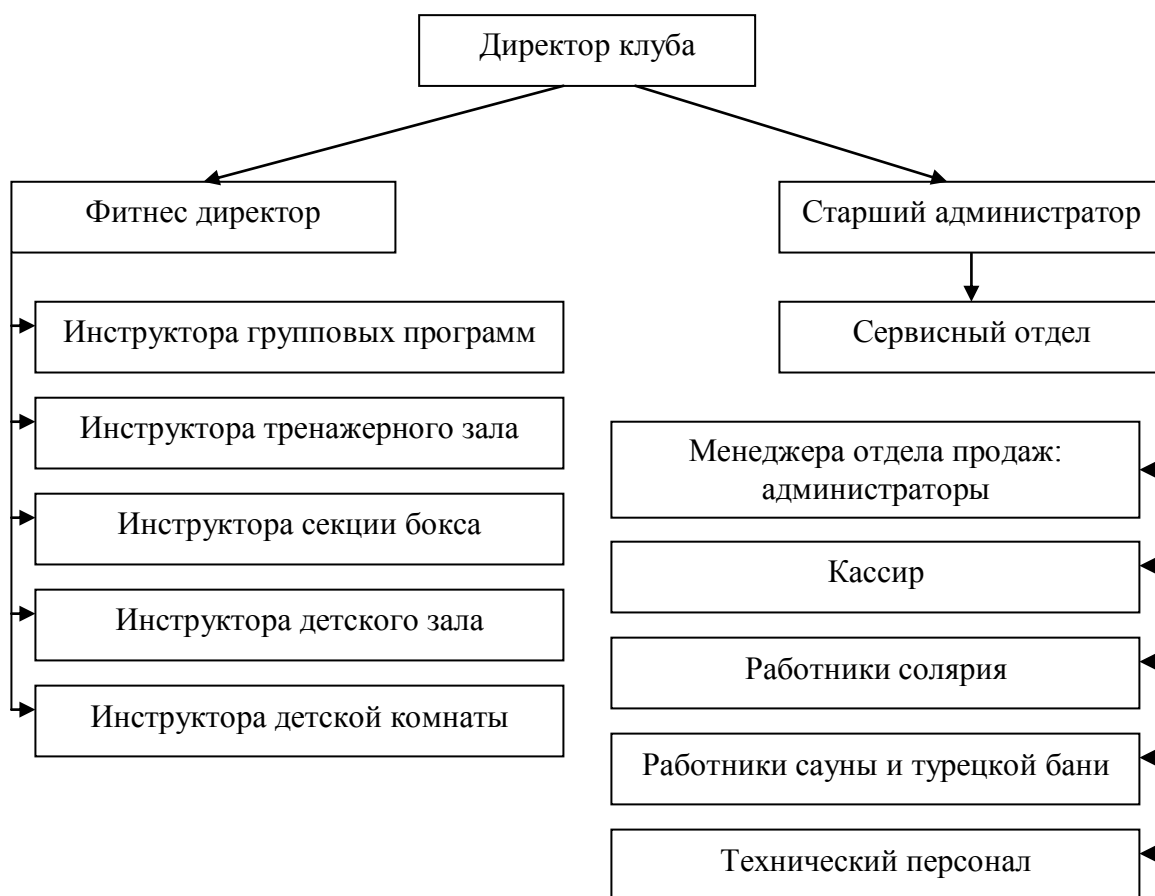 Директор клуба
Фитнес директор
Старший администратор
Инструктора групповых программ
Сервисный отдел
Инструктора тренажерного зала
Менеджера отдела продаж:
администраторы
Инструктора секции бокса
Кассир
Инструктора детского зала
Работники солярия
Инструктора детской комнаты
Работники сауны и турецкой бани
Технический персонал